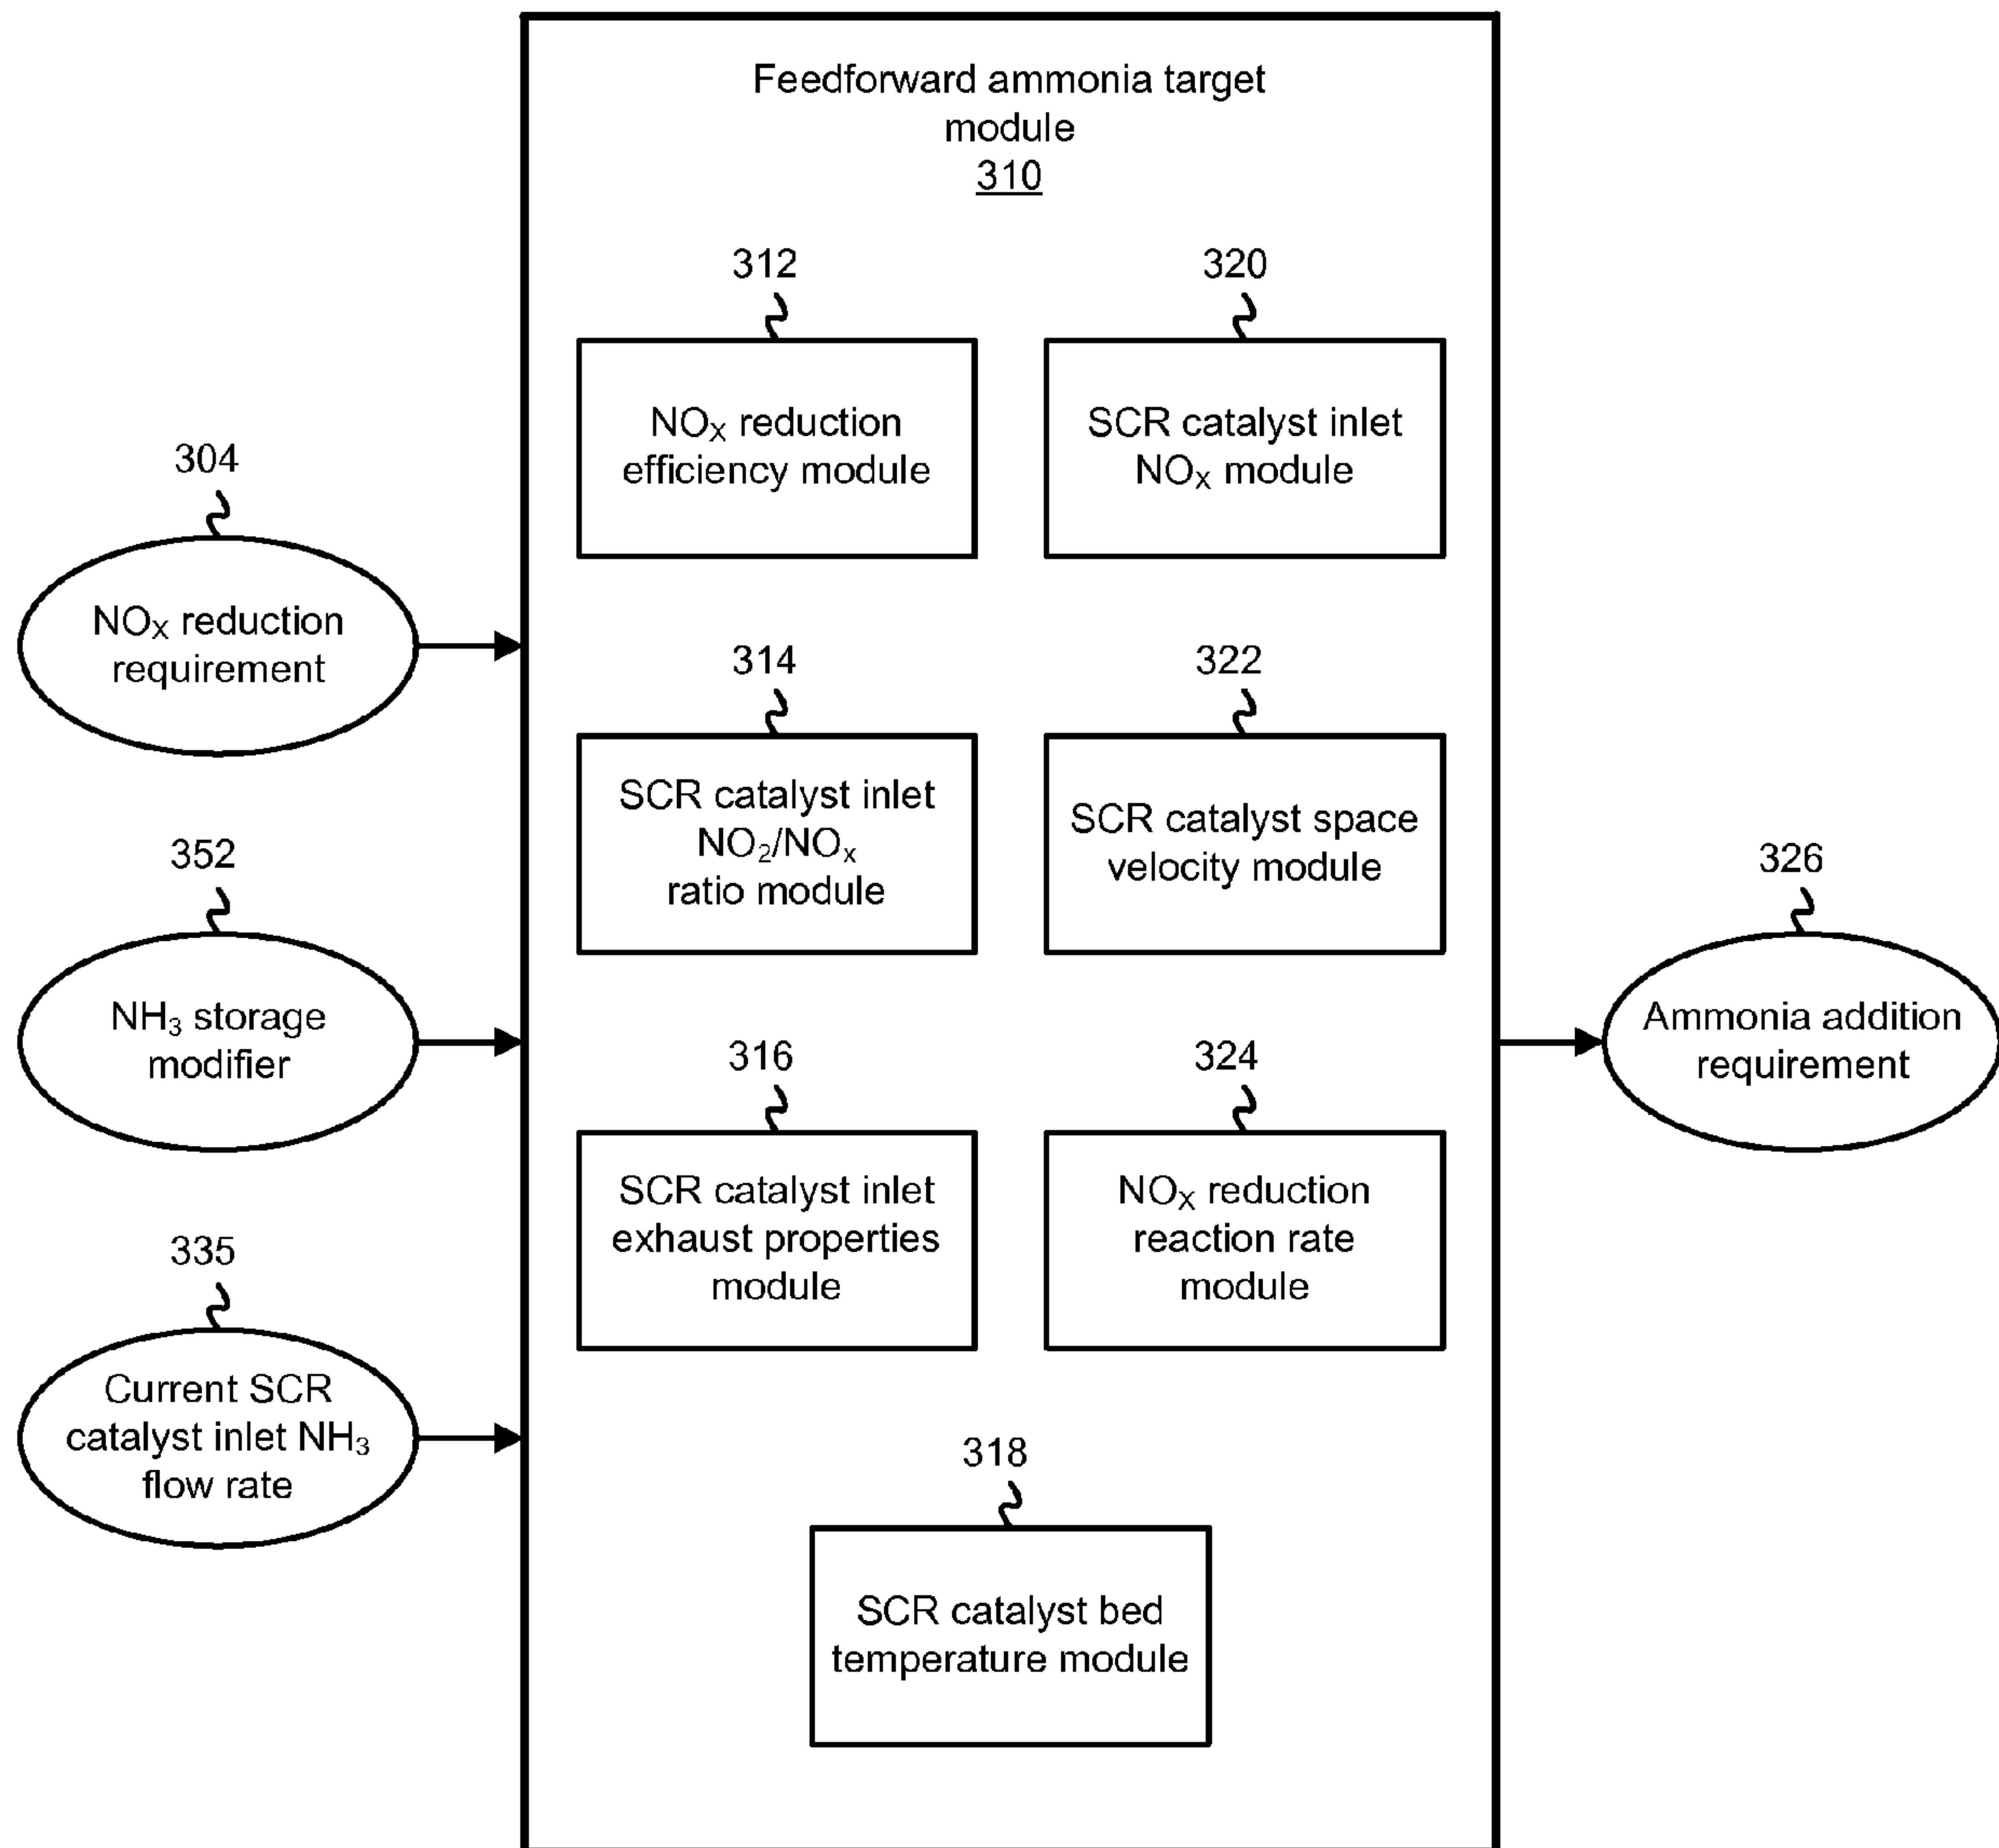 Feedforward ammonia target
module
310
312
NOX reduction
efficiency module
320
SCR catalyst inlet
NOX module
304
NOX reduction
requirement
314
SCR catalyst inlet
NO2/NOX
ratio module
322
SCR catalyst space
velocity module
352
NH3 storage
modifier
326
Ammonia addition
requirement
316
SCR catalyst inlet
exhaust properties
module
324
NOX reduction
reaction rate
module
335
Current SCR
catalyst inlet NH3
flow rate
318
SCR catalyst bed
temperature module